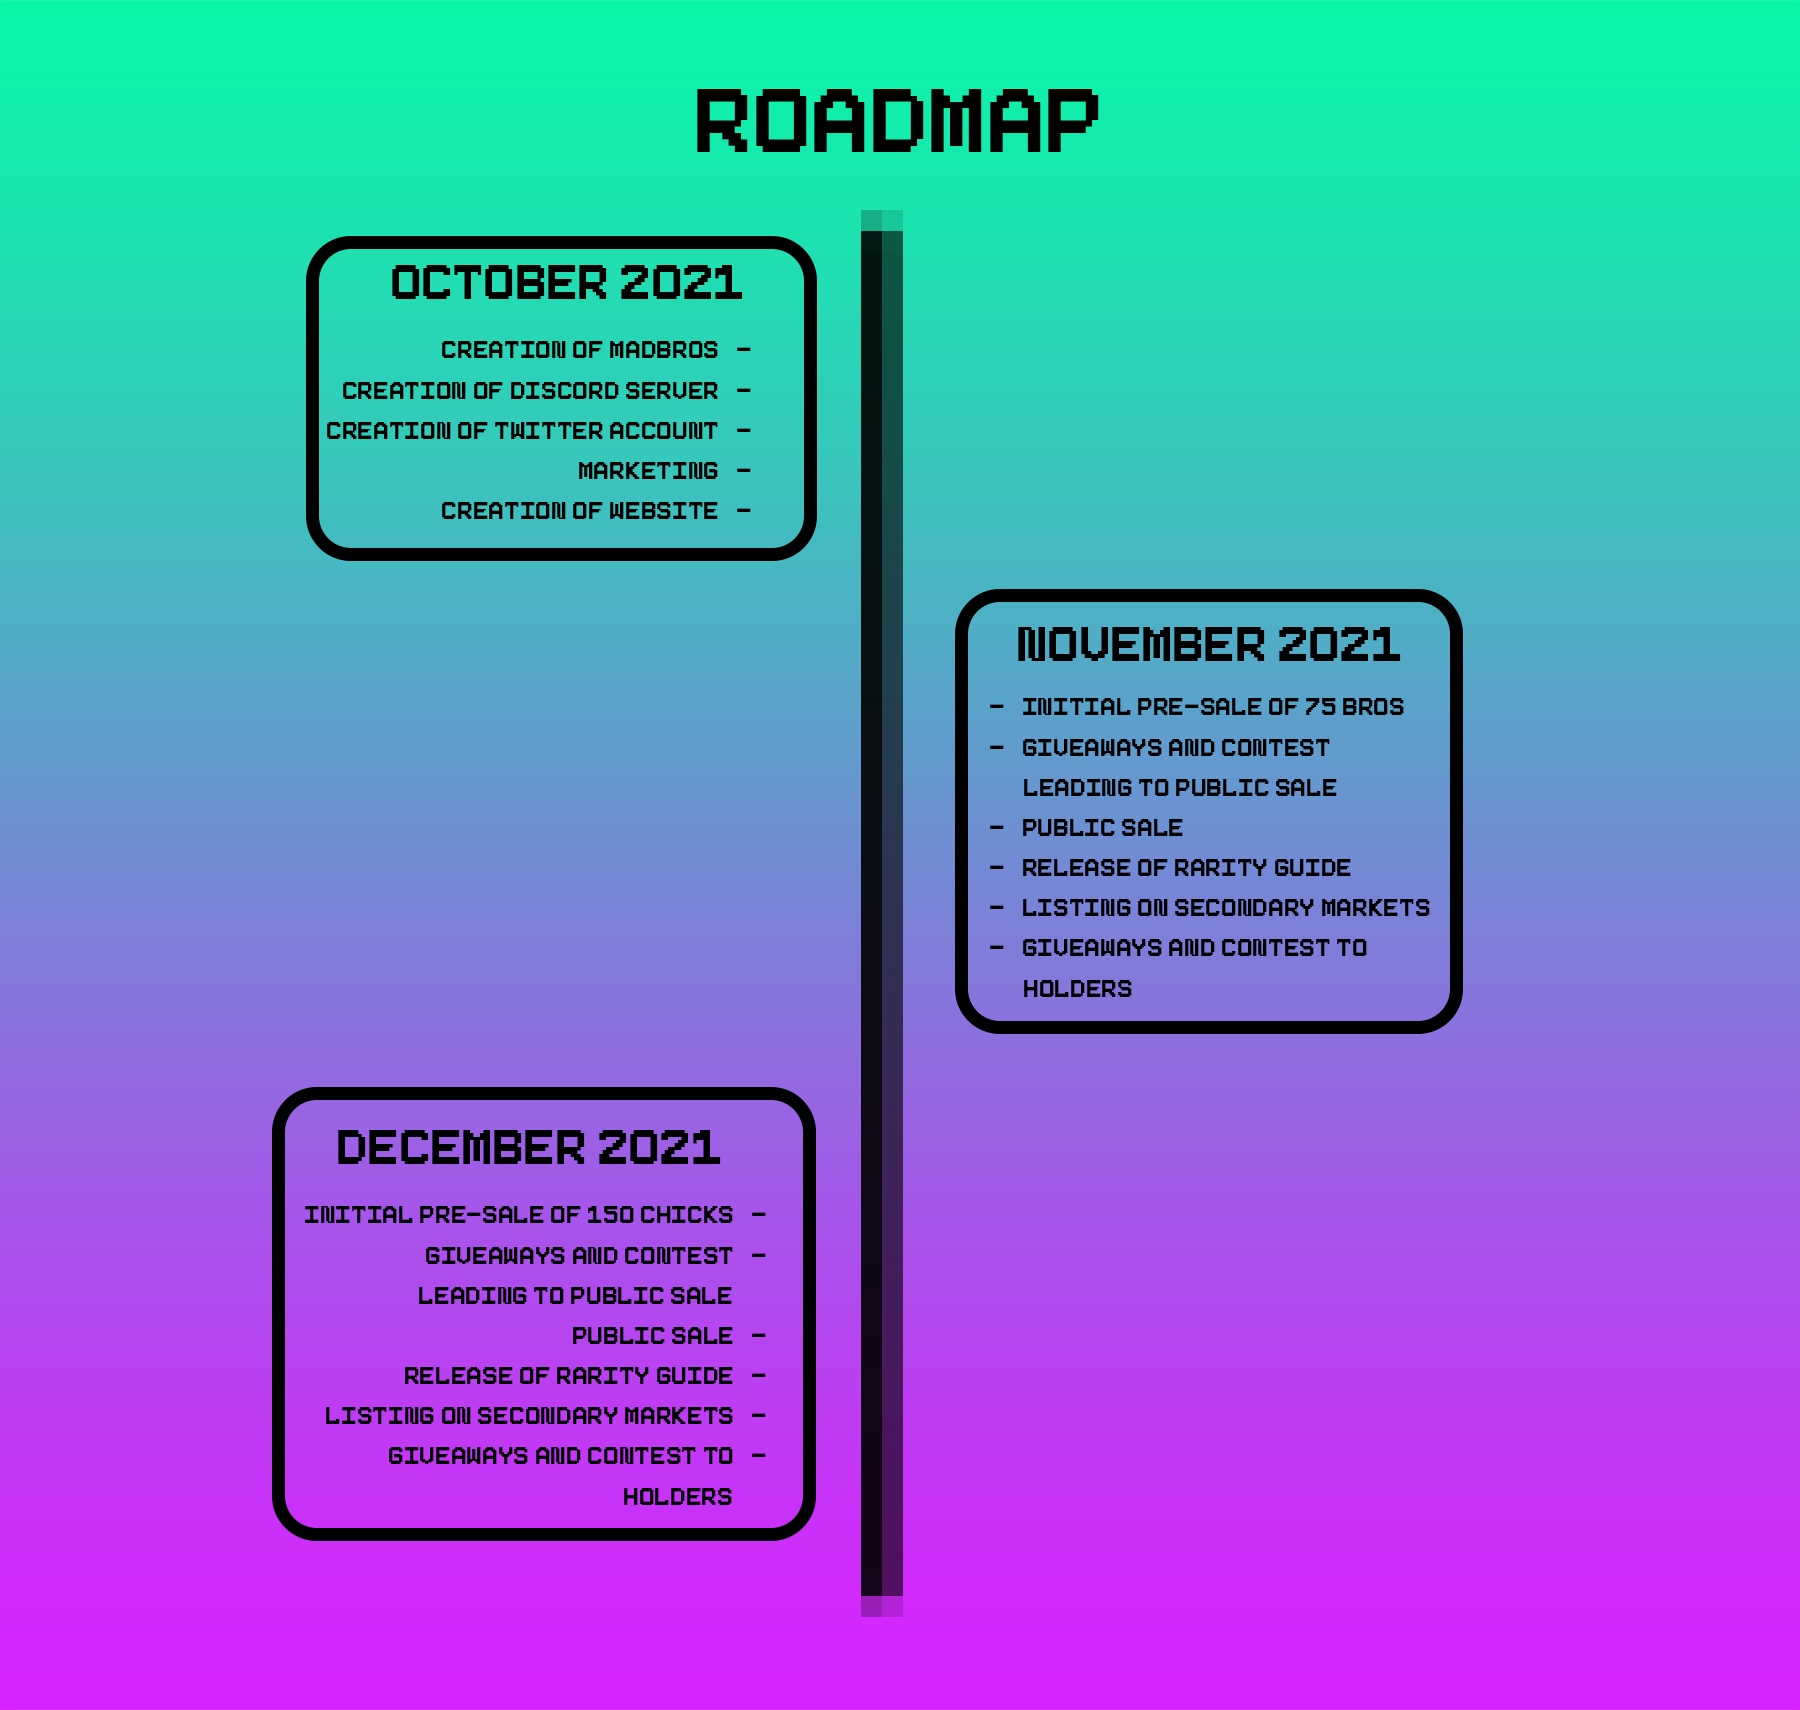 ROADMAP
OCTOBER 2021
CREATION OF MADBROS -
CREATION OF DISCORD SERVER -
CREATION OF TWITTER ACCOUNT -
MARKETING -
CREATION OF WEBSITE -
NOVEMBER 2021
- INITIAL PRE-SALE OF 75 BROS
- GIVEAWAYS AND CONTEST
LEADING TO PUBLIC SALE
- PUBLIC SALE
- RELEASE OF RARITY GUIDE
- LISTING ON SECONDARY MARKETS
- GIVEAWAYS AND CONTEST TO
HOLDERS
DECEMBER 2021
INITIAL PRE-SALE OF 150 CHICKS -
GIVEAWAYS AND CONTEST -
LEADING TO PUBLIC SALE
PUBLIC SALE -
RELEASE OF RARITY GUIDE -
LISTING ON SECONDARY MARKETS -
GIVEAWAYS AND CONTEST TO -
HOLDERS